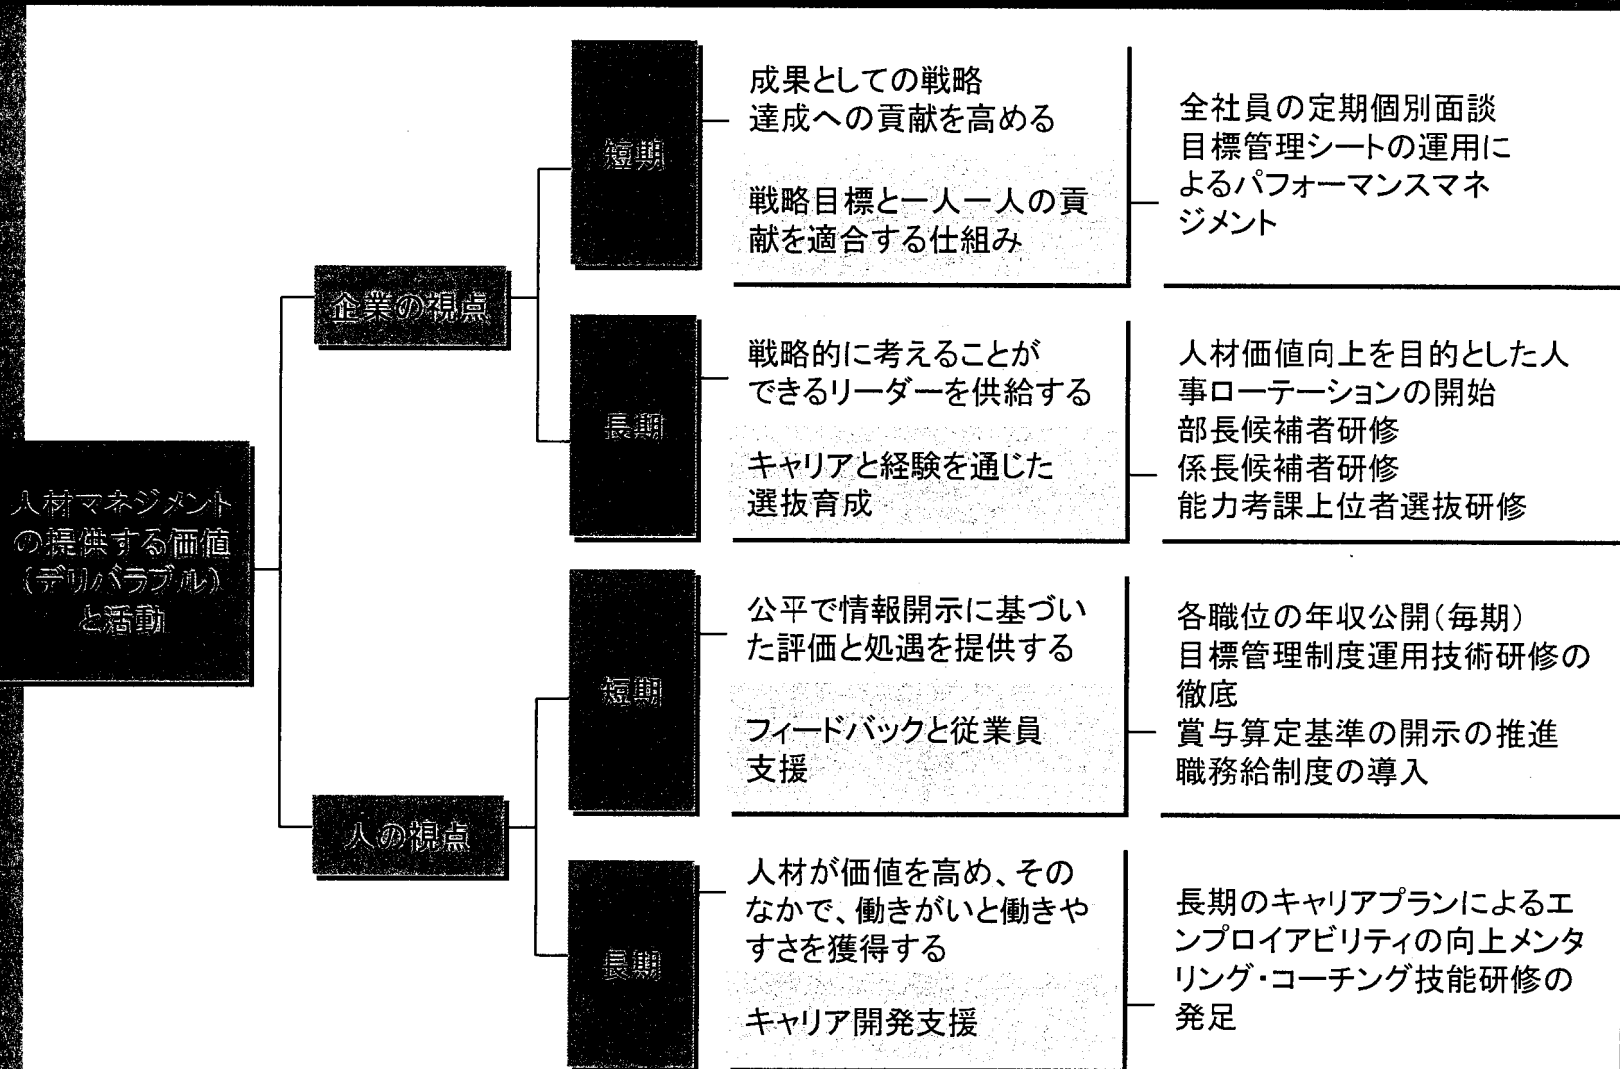 人材マネジメント
の提供する価値
(デリバラブル)
と活動
企業の視点
短期
成果としての戦略
達成への貢献を高める
戦略目標と一人一人の貢
献を適合する仕組み
全社員の定期個別面談
目標管理シートの運用に
よるパフォーマンスマネ
ジメント
長期
戦略的に考えることが
できるリーダーを供給する
キャリアと経験を通じた
選抜育成
人材価値向上を目的とした人
事ローテーションの開始
部長候補者研修
係長候補者研修
能力考課上位者選抜研修
人の視点
短期
公平で情報開示に基づい
た評価と処遇を提供する
フィードバックと従業員
支援
各職位の年収公開(毎期)
目標管理制度運用技術研修の
徹底
賞与算定基準の開示の推進
職務給制度の導入
長期
人材が価値を高め、その
なかで、働きがいと働きや
すさを獲得する
キャリア開発支援
長期のキャリアプランによるエ
ンプロイアビリティの向上メンタ
リング・コーチング技能研修の
発足